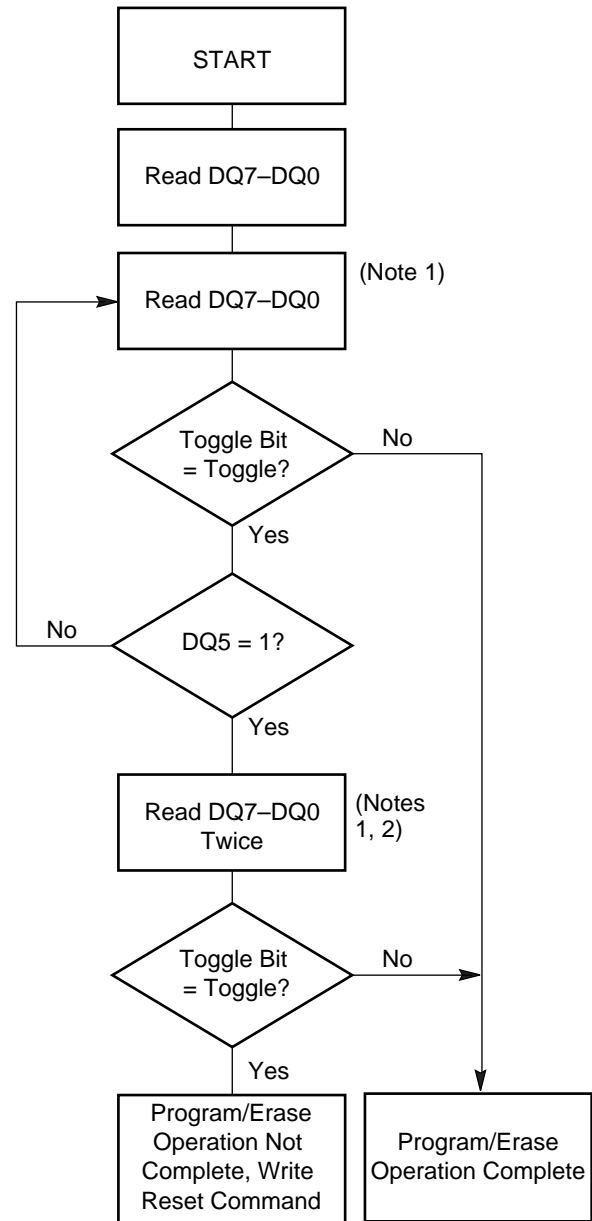 START
Read DQ7–DQ0
Read DQ7–DQ0
(Note 1)
Toggle Bit
= Toggle?
No
Yes
No
DQ5 = 1?
Yes
Read DQ7–DQ0
Twice
(Notes
1, 2)
Toggle Bit
= Toggle?
No
Yes
Program/Erase
Operation Not
Complete, Write
Reset Command
Program/Erase
Operation Complete